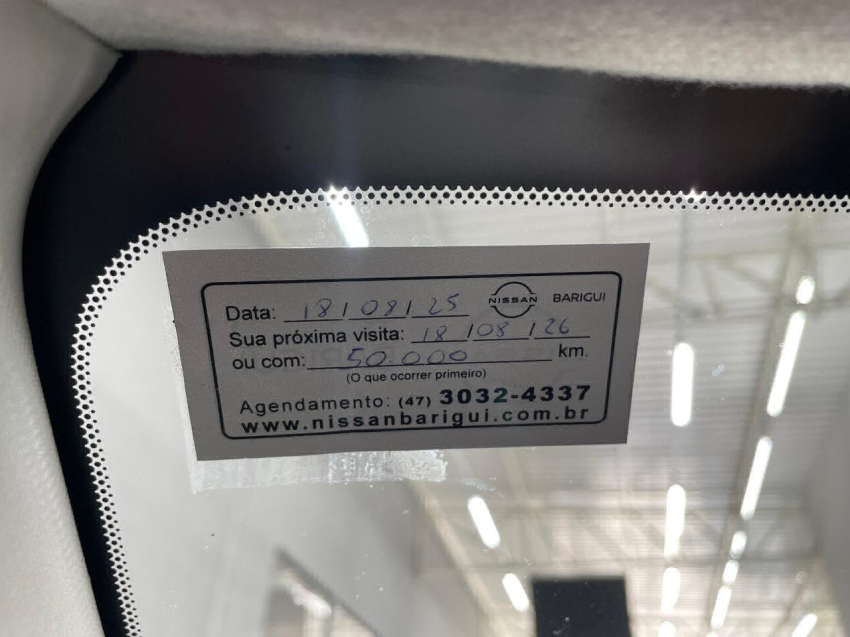 Data: 18/08/25 NISSAN BARIGUI
Sua próxima visita: 18/08/26
ou com: 50.000 km.
(O que ocorrer primeiro)
Agendamento: (47) 3032-4337
www.nissanbarigui.com.br